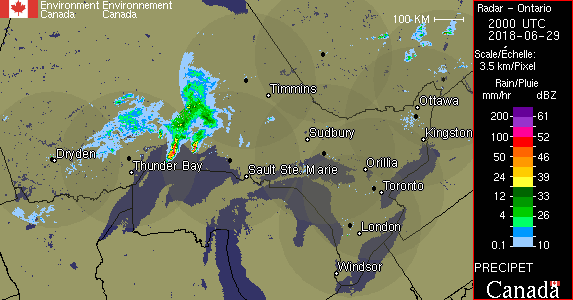 Environment Environnement
Canada Canada
100 KM
Timmins
Ottawa
Sudbury
Kingston
Dryden
Thunder Bay
Sault Ste. Marie
Orillia
Toronto
London
Windsor
Radar - Ontario
2000 UTC
2018-06-29
Scale/Échelle:
3.5 km/Pixel
Rain/Pluie
mm/hr dBZ
200 61
100 52
50 46
24 39
12 33
4 26
0.1 10
PRECIPET
Canada